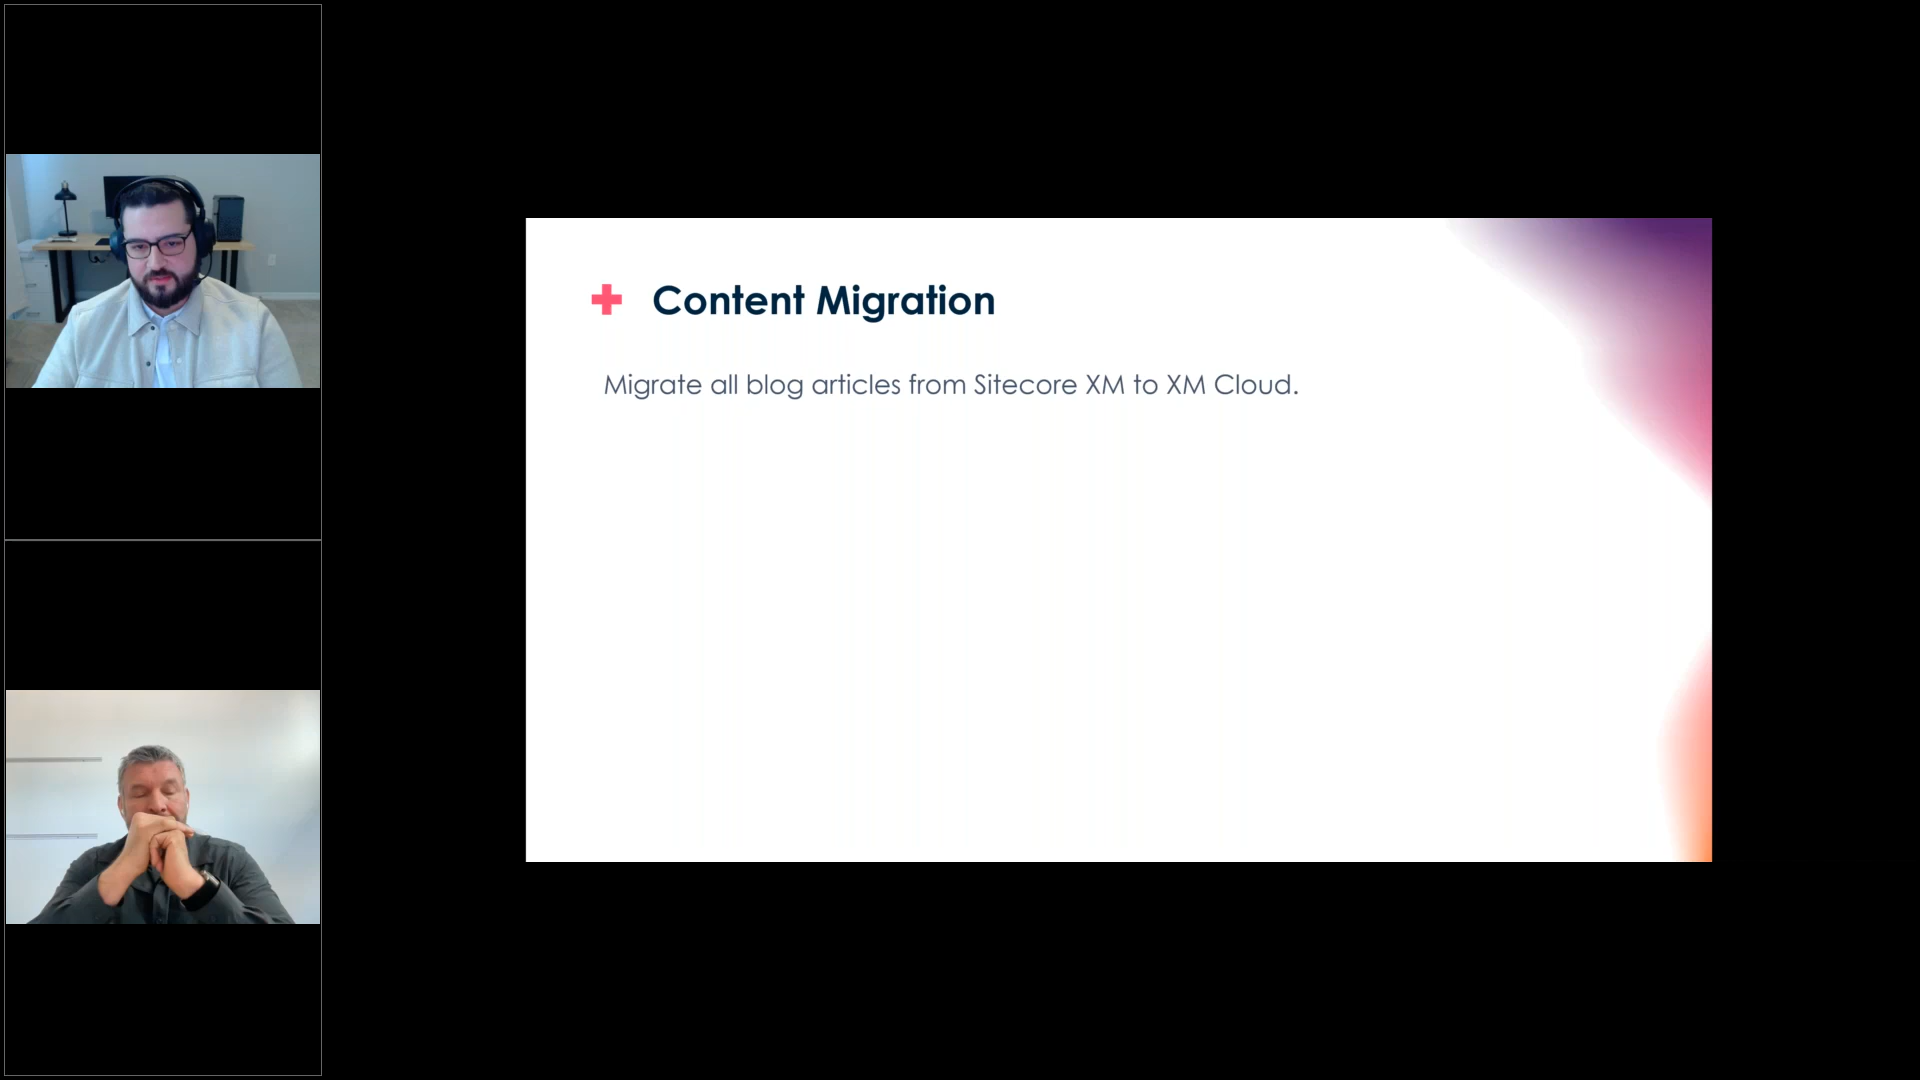 Content Migration
Migrate all blog articles from Sitecore XM to XM Cloud.